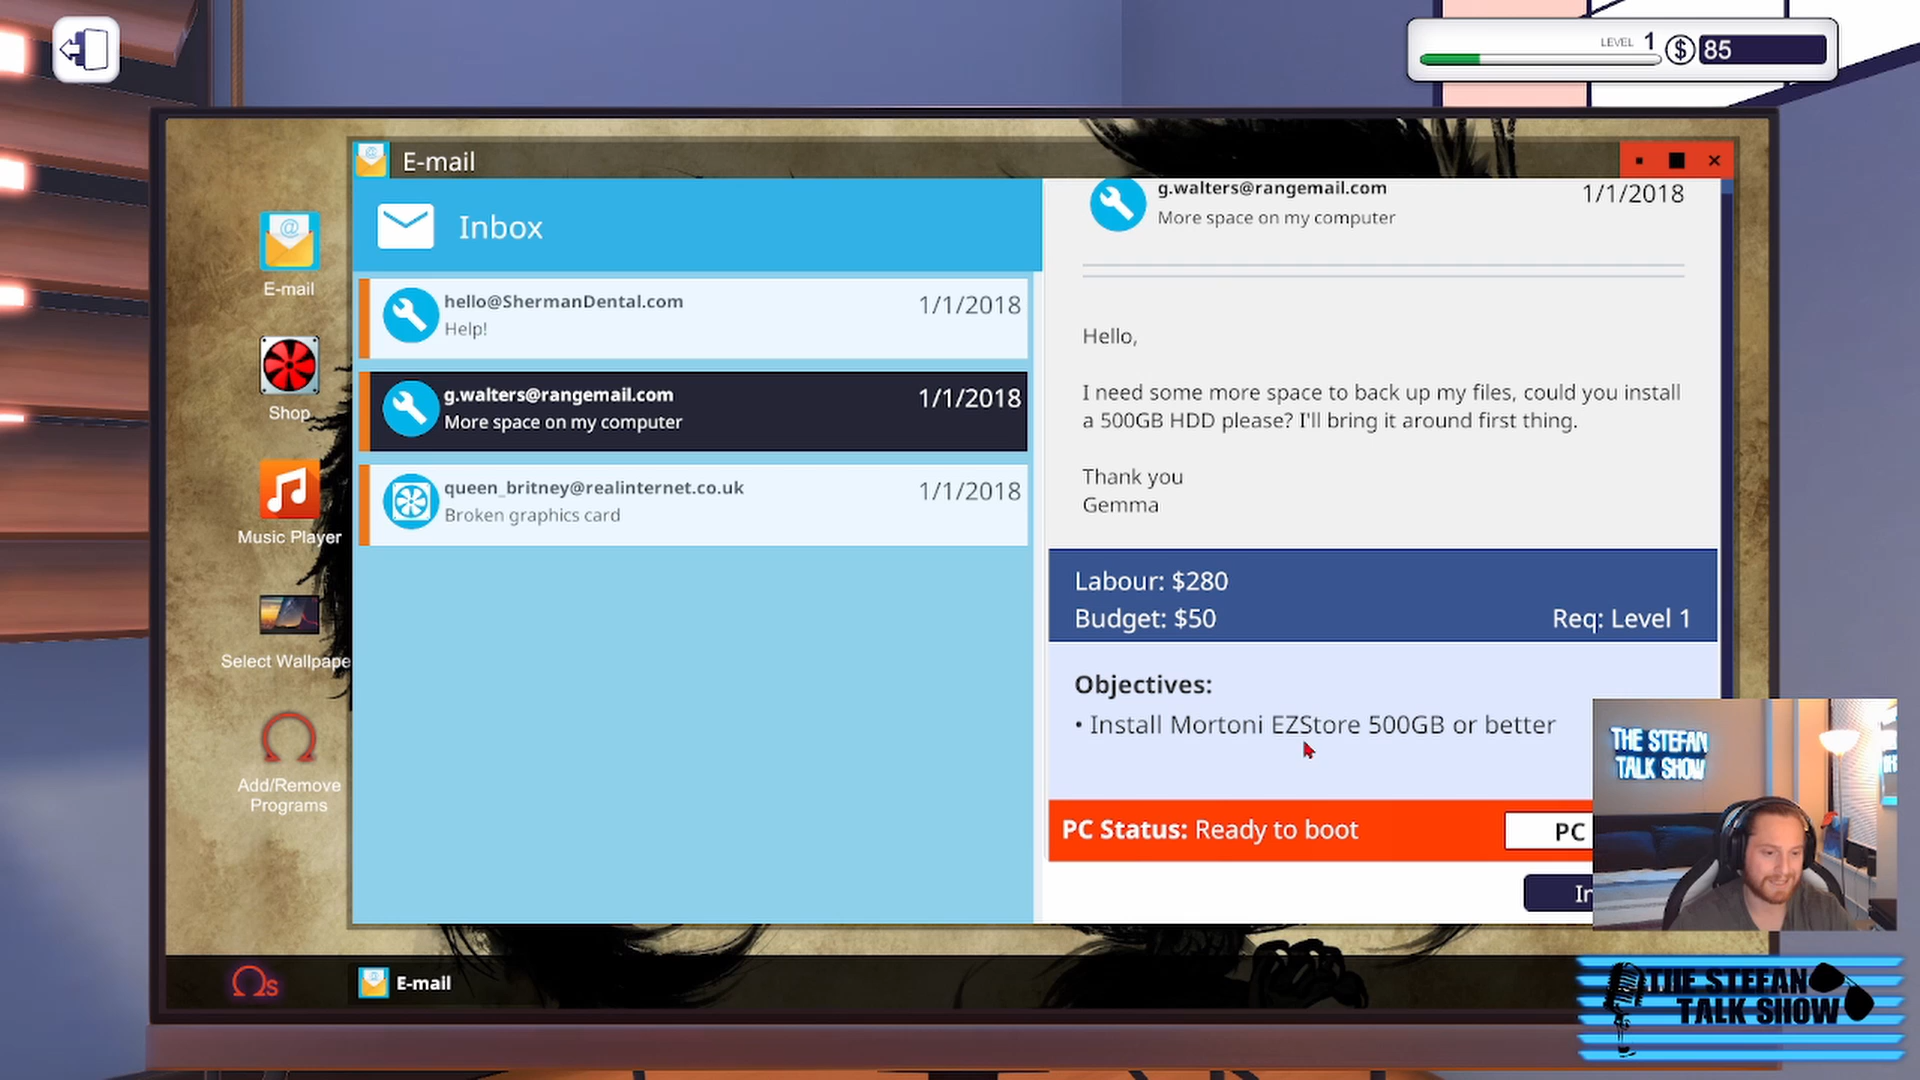 LEVEL 1
$ 85
E-mail
Inbox
hello@ShermanDental.com
1/1/2018
Help!
g.walters@rangemail.com
1/1/2018
More space on my computer
queen_britney@realinternet.co.uk
1/1/2018
Broken graphics card
g.walters@rangemail.com
1/1/2018
More space on my computer
Hello,
I need some more space to back up my files, could you install
a 500GB HDD please? I'll bring it around first thing.
Thank you
Gemma
Labour: $280
Budget: $50
Req: Level 1
Objectives:
• Install Mortoni EZStore 500GB or better
PC Status: Ready to boot
PC
E-mail
Shop
Music Player
Select Wallpape
Add/Remove
Programs
Ωs
E-mail
THE STEFAN
TALK SHOW
THE STEFAN
TALK SHOW